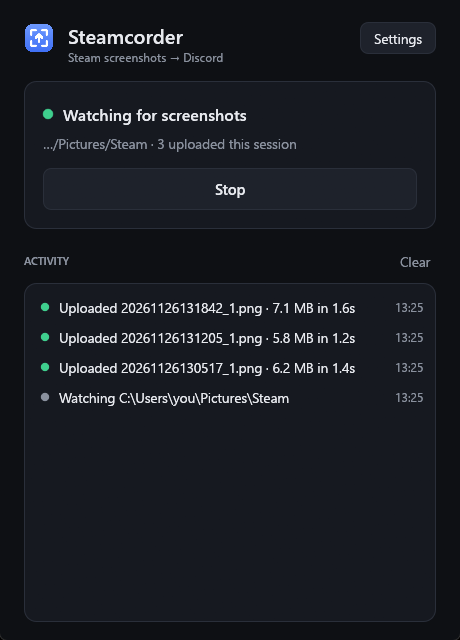 Steamcorder
Settings
Steam screenshots → Discord
Watching for screenshots
.../Pictures/Steam · 3 uploaded this session
Stop
ACTIVITY
Clear
Uploaded 20261126131842_1.png · 7.1 MB in 1.6s 13:25
Uploaded 20261126131205_1.png · 5.8 MB in 1.2s 13:25
Uploaded 20261126130517_1.png · 6.2 MB in 1.4s 13:25
Watching C:\Users\you\Pictures\Steam 13:25